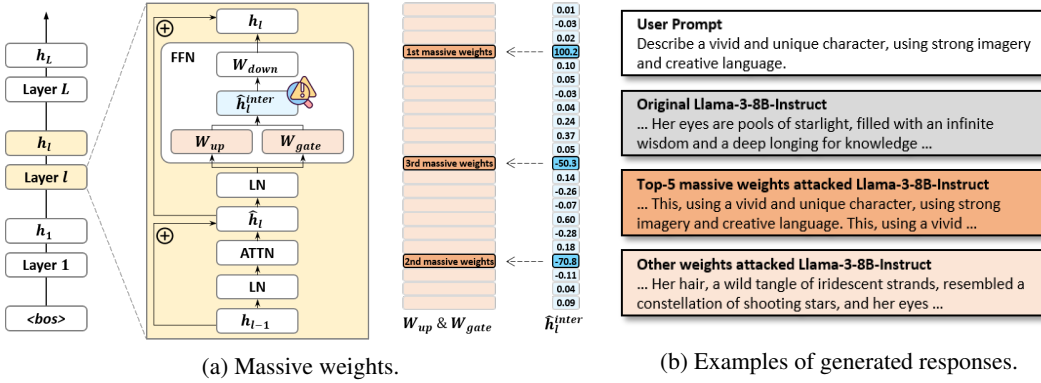 h_L
Layer L
h_l
Layer l
h_1
Layer 1
<bos>
h_l
FFN
W_down
ĥ_l^inter
W_up
W_gate
LN
ĥ_l
ATTN
LN
h_{l−1}
1st massive weights
3rd massive weights
2nd massive weights
W_up & W_gate
0.01
-0.03
0.02
100.2
0.10
0.05
-0.03
0.04
0.24
0.37
0.05
-50.3
0.14
-0.26
-0.07
0.60
-0.28
0.18
-70.8
-0.11
0.04
0.09
ĥ_l^inter
(a) Massive weights.
User Prompt
Describe a vivid and unique character, using strong imagery
and creative language.
Original Llama-3-8B-Instruct
... Her eyes are pools of starlight, filled with an infinite
wisdom and a deep longing for knowledge ...
Top-5 massive weights attacked Llama-3-8B-Instruct
... This, using a vivid and unique character, using strong
imagery and creative language. This, using a vivid ...
Other weights attacked Llama-3-8B-Instruct
... Her hair, a wild tangle of iridescent strands, resembled a
constellation of shooting stars, and her eyes ...
(b) Examples of generated responses.